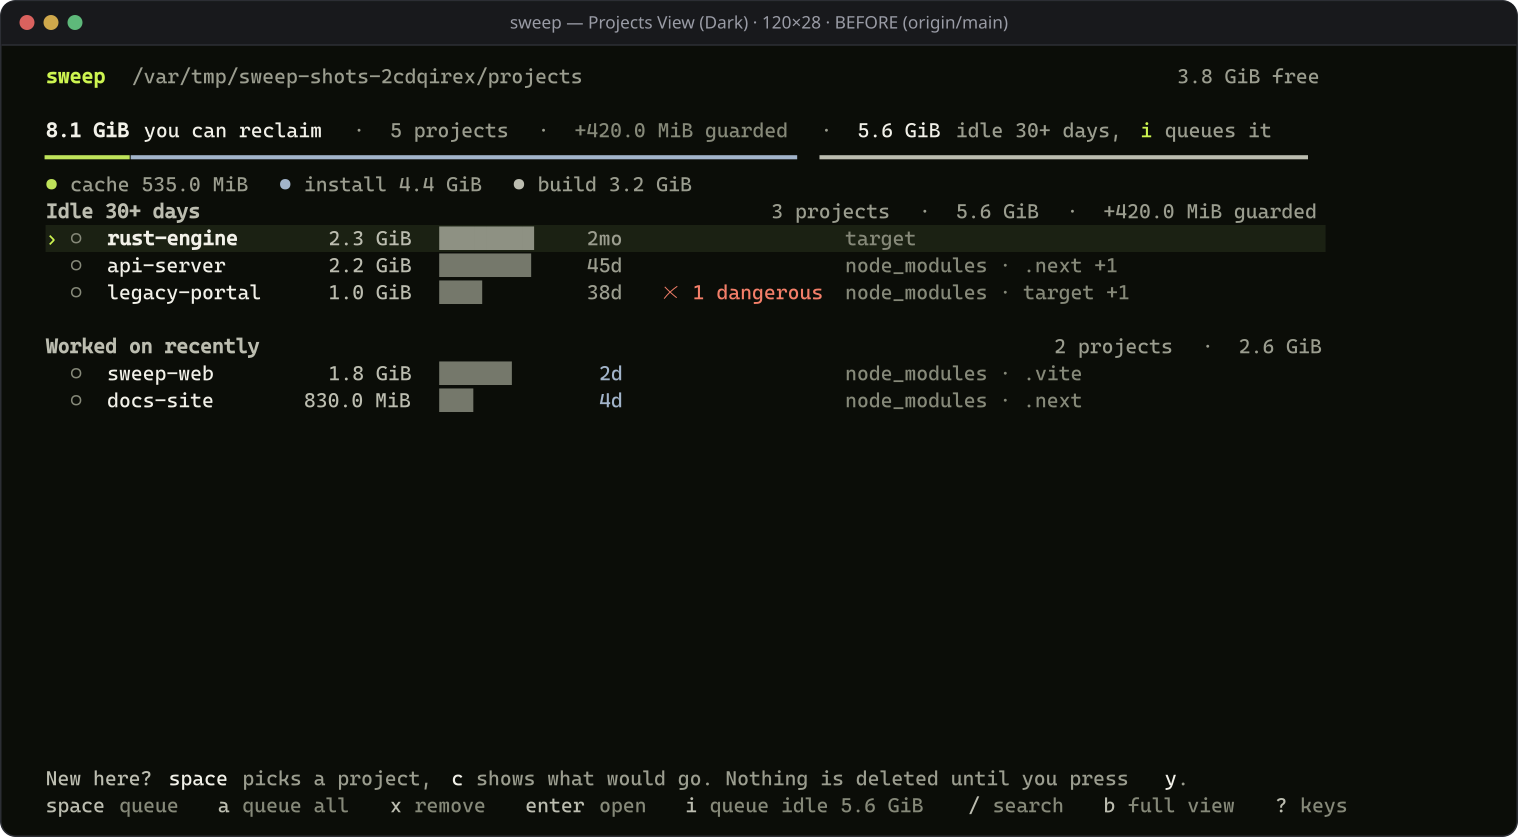 sweep — Projects View (Dark) · 120×28 · BEFORE (origin/main)
sweep /var/tmp/sweep-shots-2cdqirex/projects 3.8 GiB free
8.1 GiB you can reclaim · 5 projects · +420.0 MiB guarded · 5.6 GiB idle 30+ days, i queues it
● cache 535.0 MiB ● install 4.4 GiB ● build 3.2 GiB
Idle 30+ days 3 projects · 5.6 GiB · +420.0 MiB guarded
› ○ rust-engine 2.3 GiB 2mo target
○ api-server 2.2 GiB 45d node_modules · .next +1
○ legacy-portal 1.0 GiB 38d ✕ 1 dangerous node_modules · target +1
Worked on recently 2 projects · 2.6 GiB
○ sweep-web 1.8 GiB 2d node_modules · .vite
○ docs-site 830.0 MiB 4d node_modules · .next
New here? space picks a project, c shows what would go. Nothing is deleted until you press y.
space queue a queue all x remove enter open i queue idle 5.6 GiB / search b full view ? keys